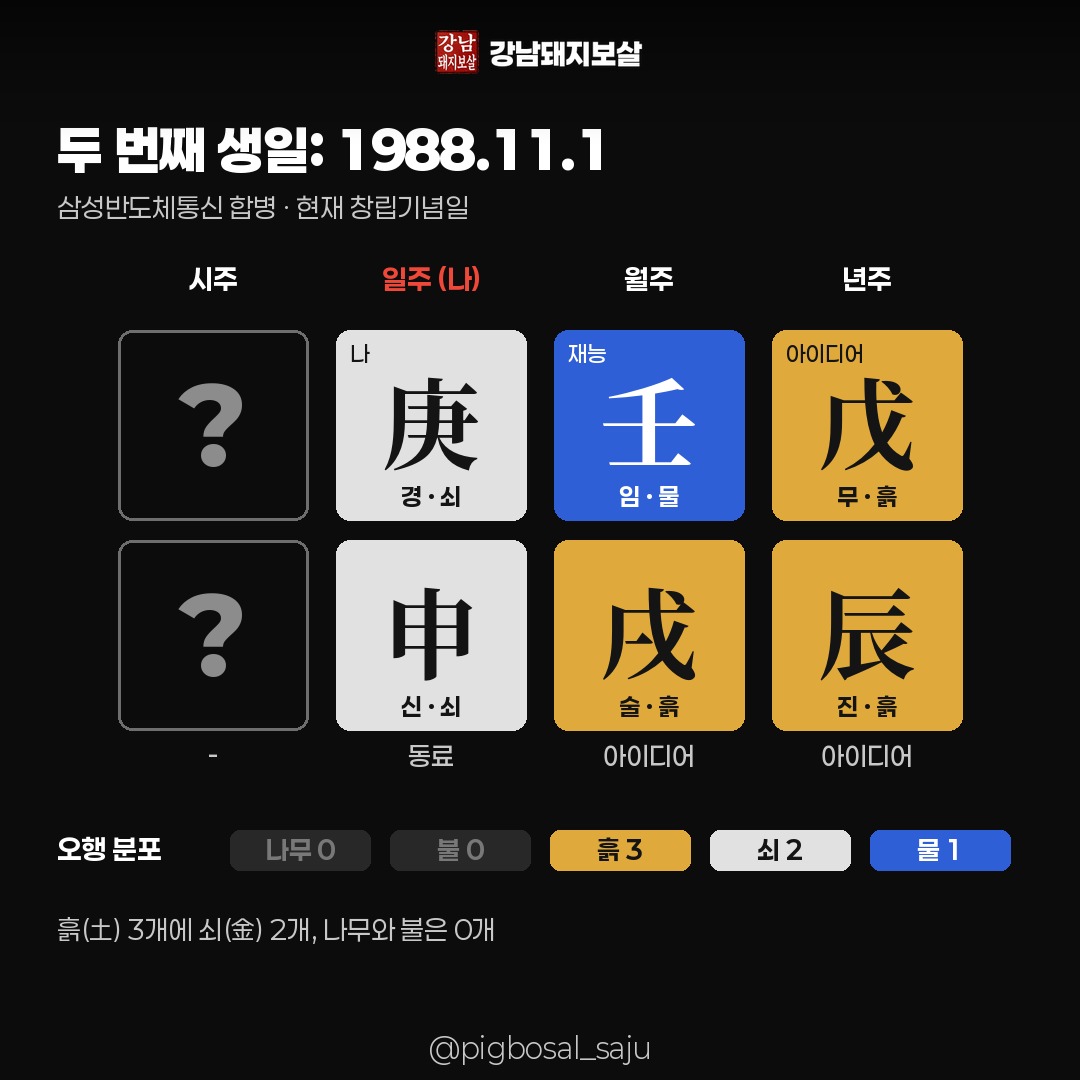 강남
돼지보살
강남돼지보살
두 번째 생일: 1988.11.1
삼성반도체통신 합병 · 현재 창립기념일
시주 일주 (나) 월주 년주
? 나 재능 아이디어
庚 壬 戊
경 · 쇠 임 · 물 무 · 흙
? 申 戌 辰
신 · 쇠 술 · 흙 진 · 흙
- 동료 아이디어 아이디어
오행 분포 나무 0 불 0 흙 3 쇠 2 물 1
흙(土) 3개에 쇠(金) 2개, 나무와 불은 0개
@pigbosal_saju